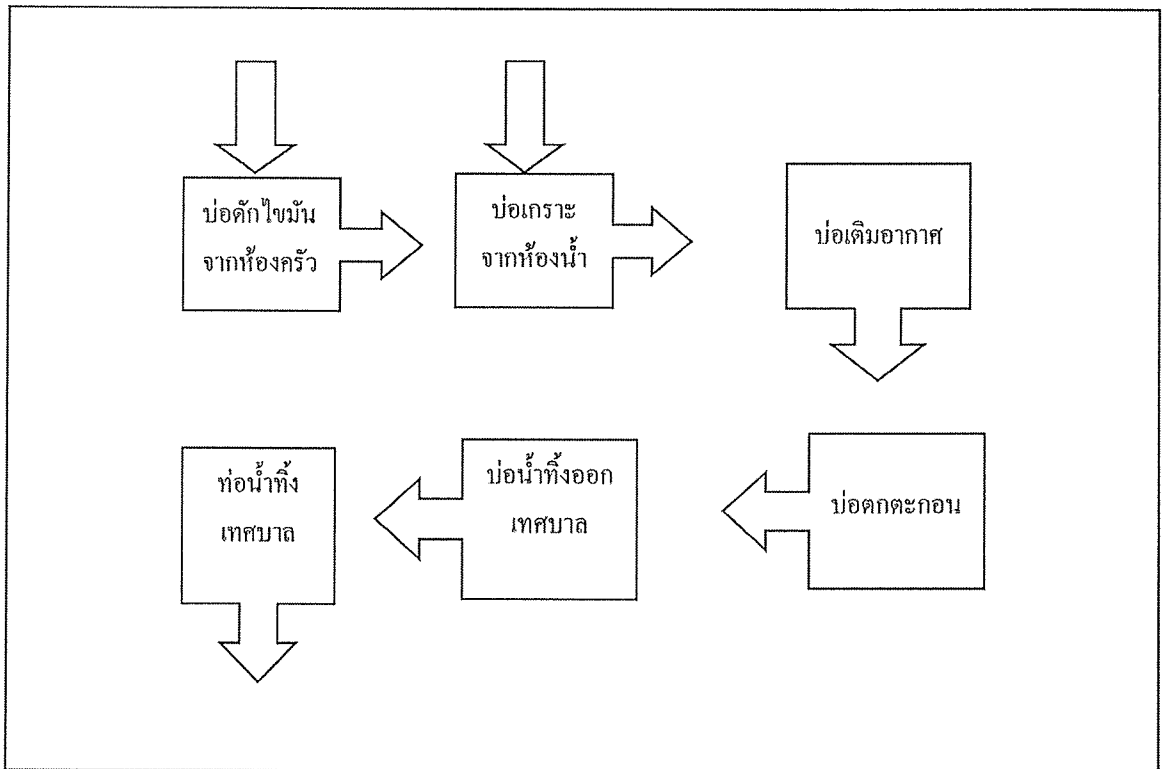 บ่อดักไขมัน
จากห้องครัว
บ่อเกราะ
จากห้องน้ำ
บ่อเติมอากาศ
ท่อน้ำทิ้ง
เทศบาล
บ่อน้ำทิ้งออก
เทศบาล
บ่อตกตะกอน